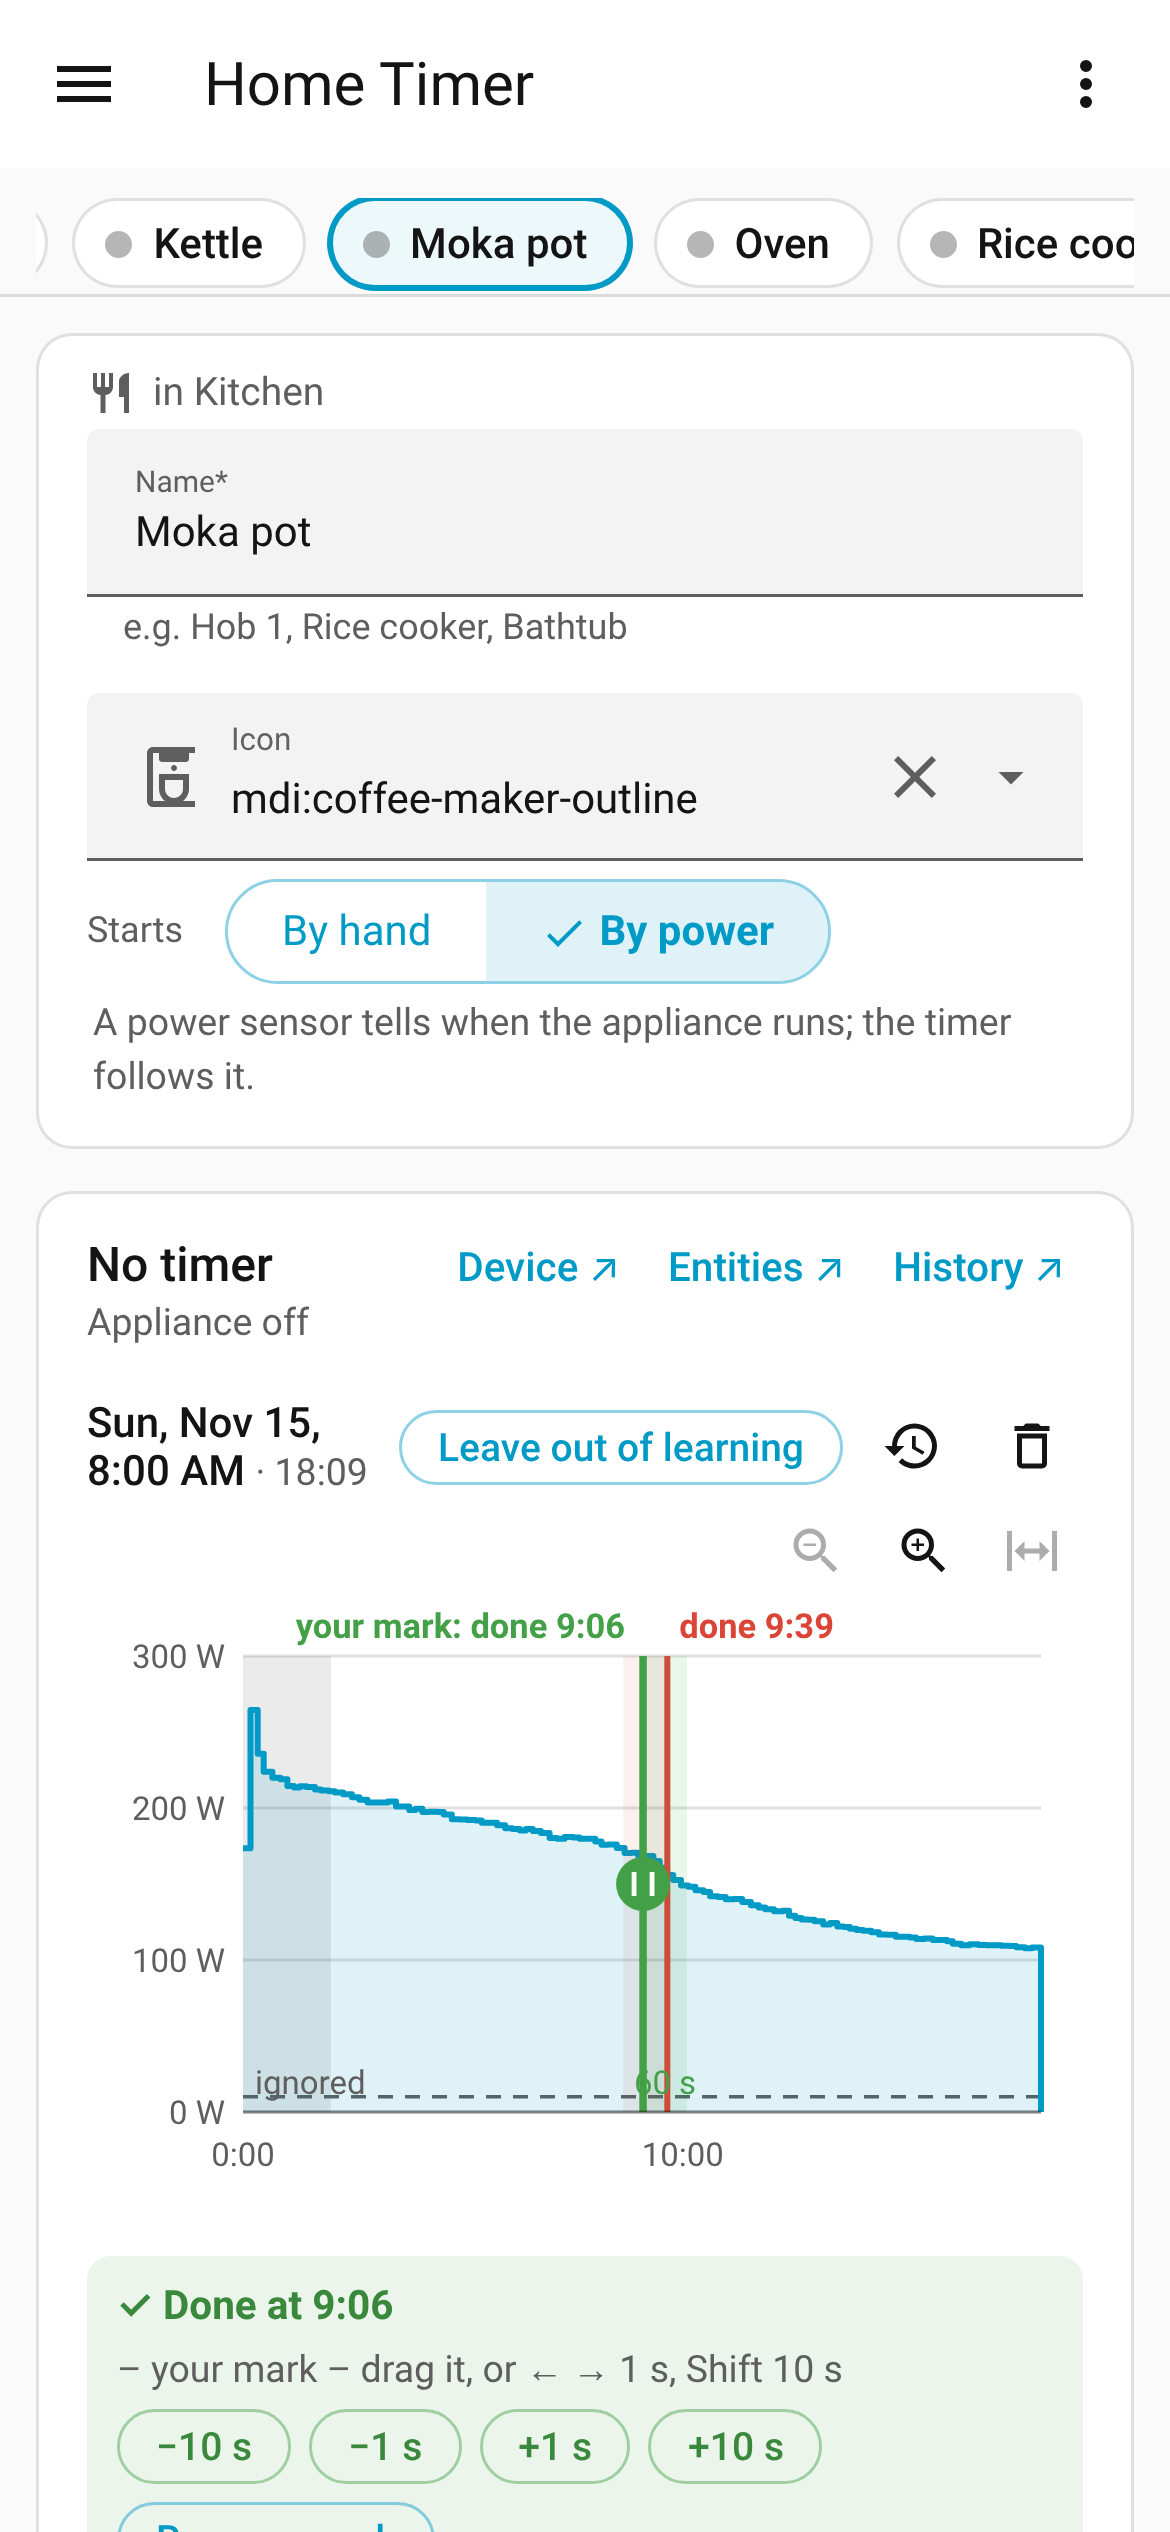 Home Timer
Kettle
Moka pot
Oven
Rice coo
in Kitchen
Name*
Moka pot
e.g. Hob 1, Rice cooker, Bathtub
Icon
mdi:coffee-maker-outline
Starts
By hand
By power
A power sensor tells when the appliance runs; the timer
follows it.
No timer
Device
Entities
History
Appliance off
Sun, Nov 15,
8:00 AM · 18:09
Leave out of learning
your mark: done 9:06
done 9:39
300 W
200 W
100 W
ignored
60 s
0 W
0:00
10:00
Done at 9:06
– your mark – drag it, or ← → 1 s, Shift 10 s
−10 s
−1 s
+1 s
+10 s